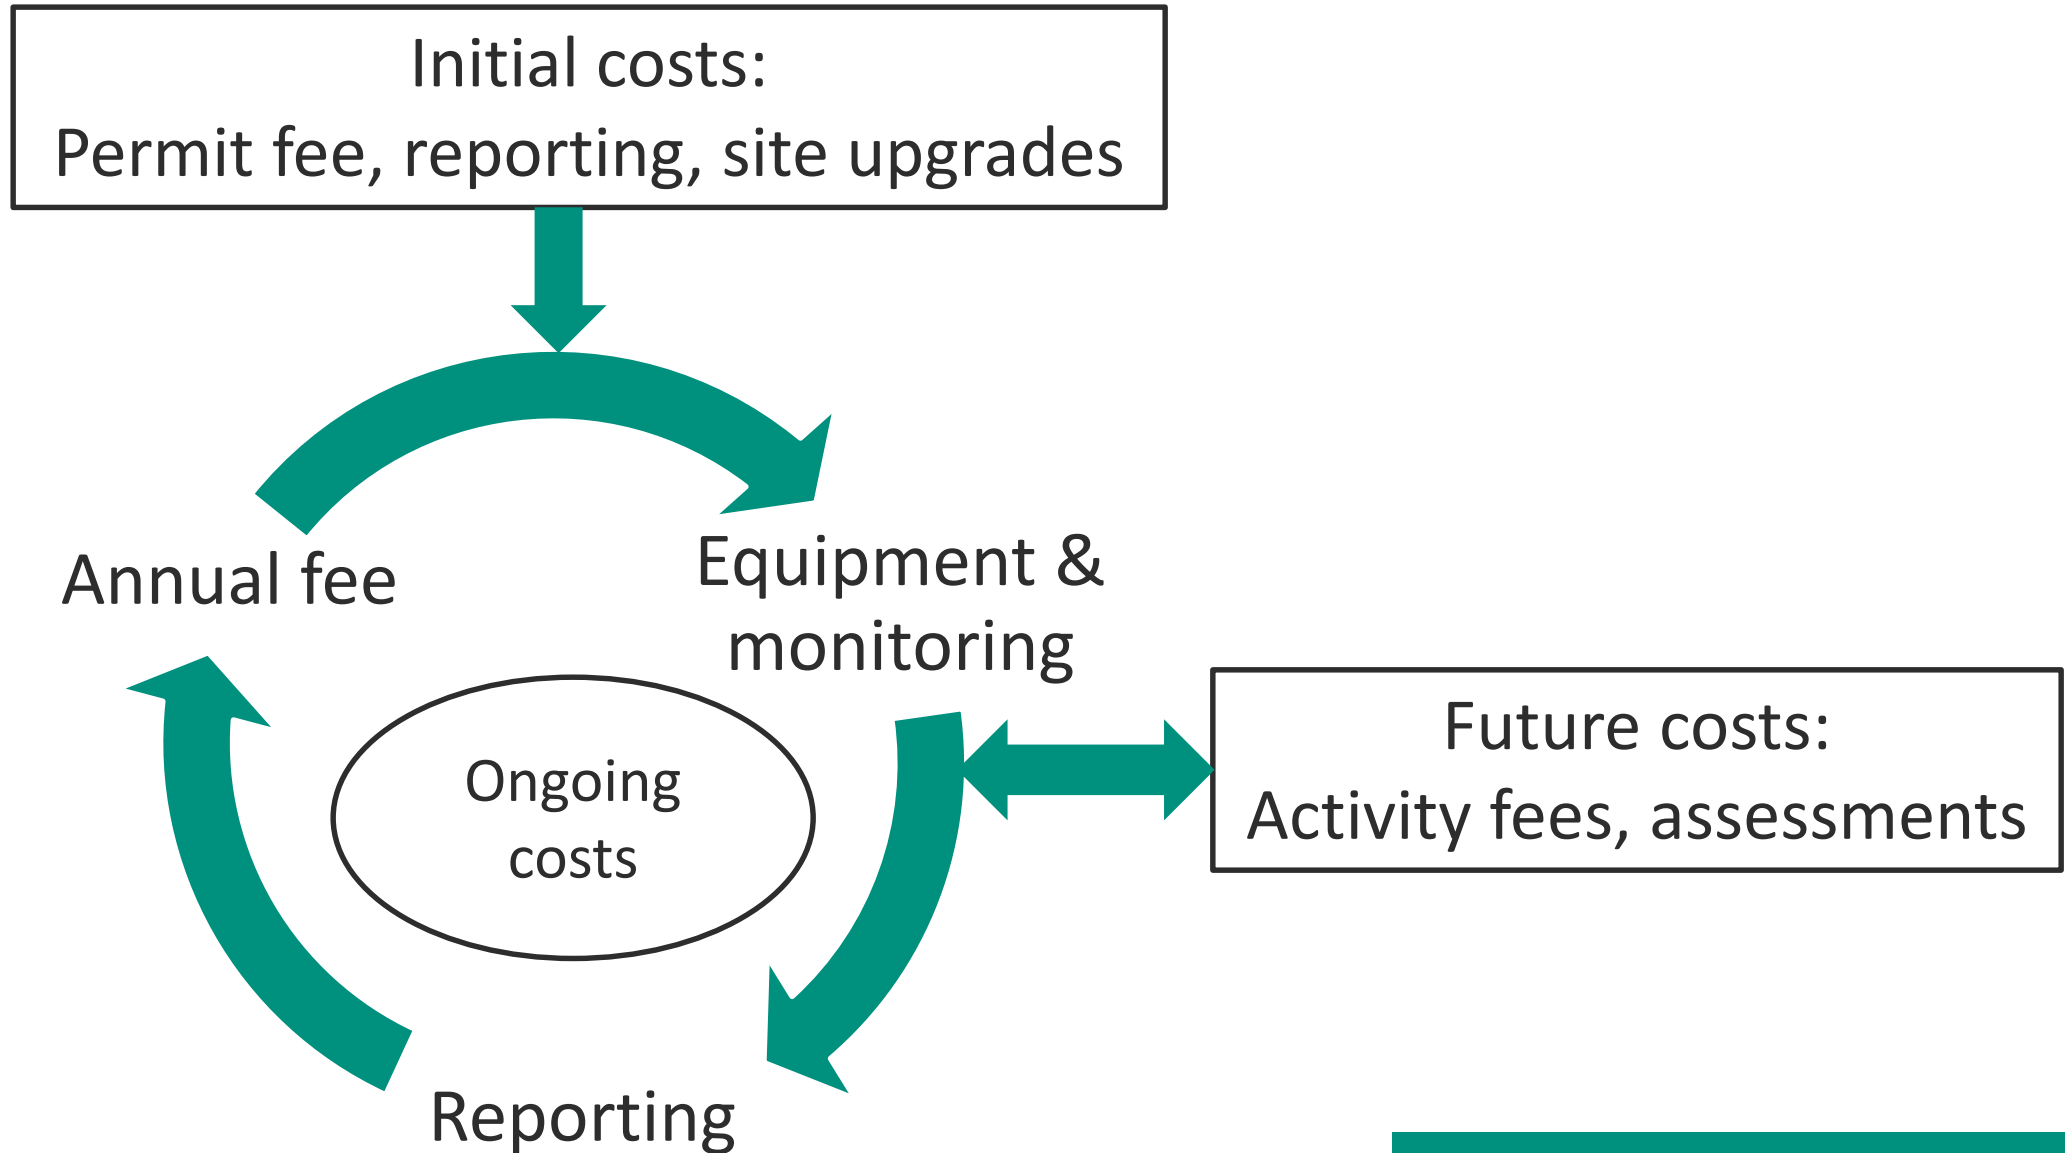 Initial costs:
Permit fee, reporting, site upgrades
Annual fee
Equipment &
monitoring
Ongoing
costs
Future costs:
Activity fees, assessments
Reporting